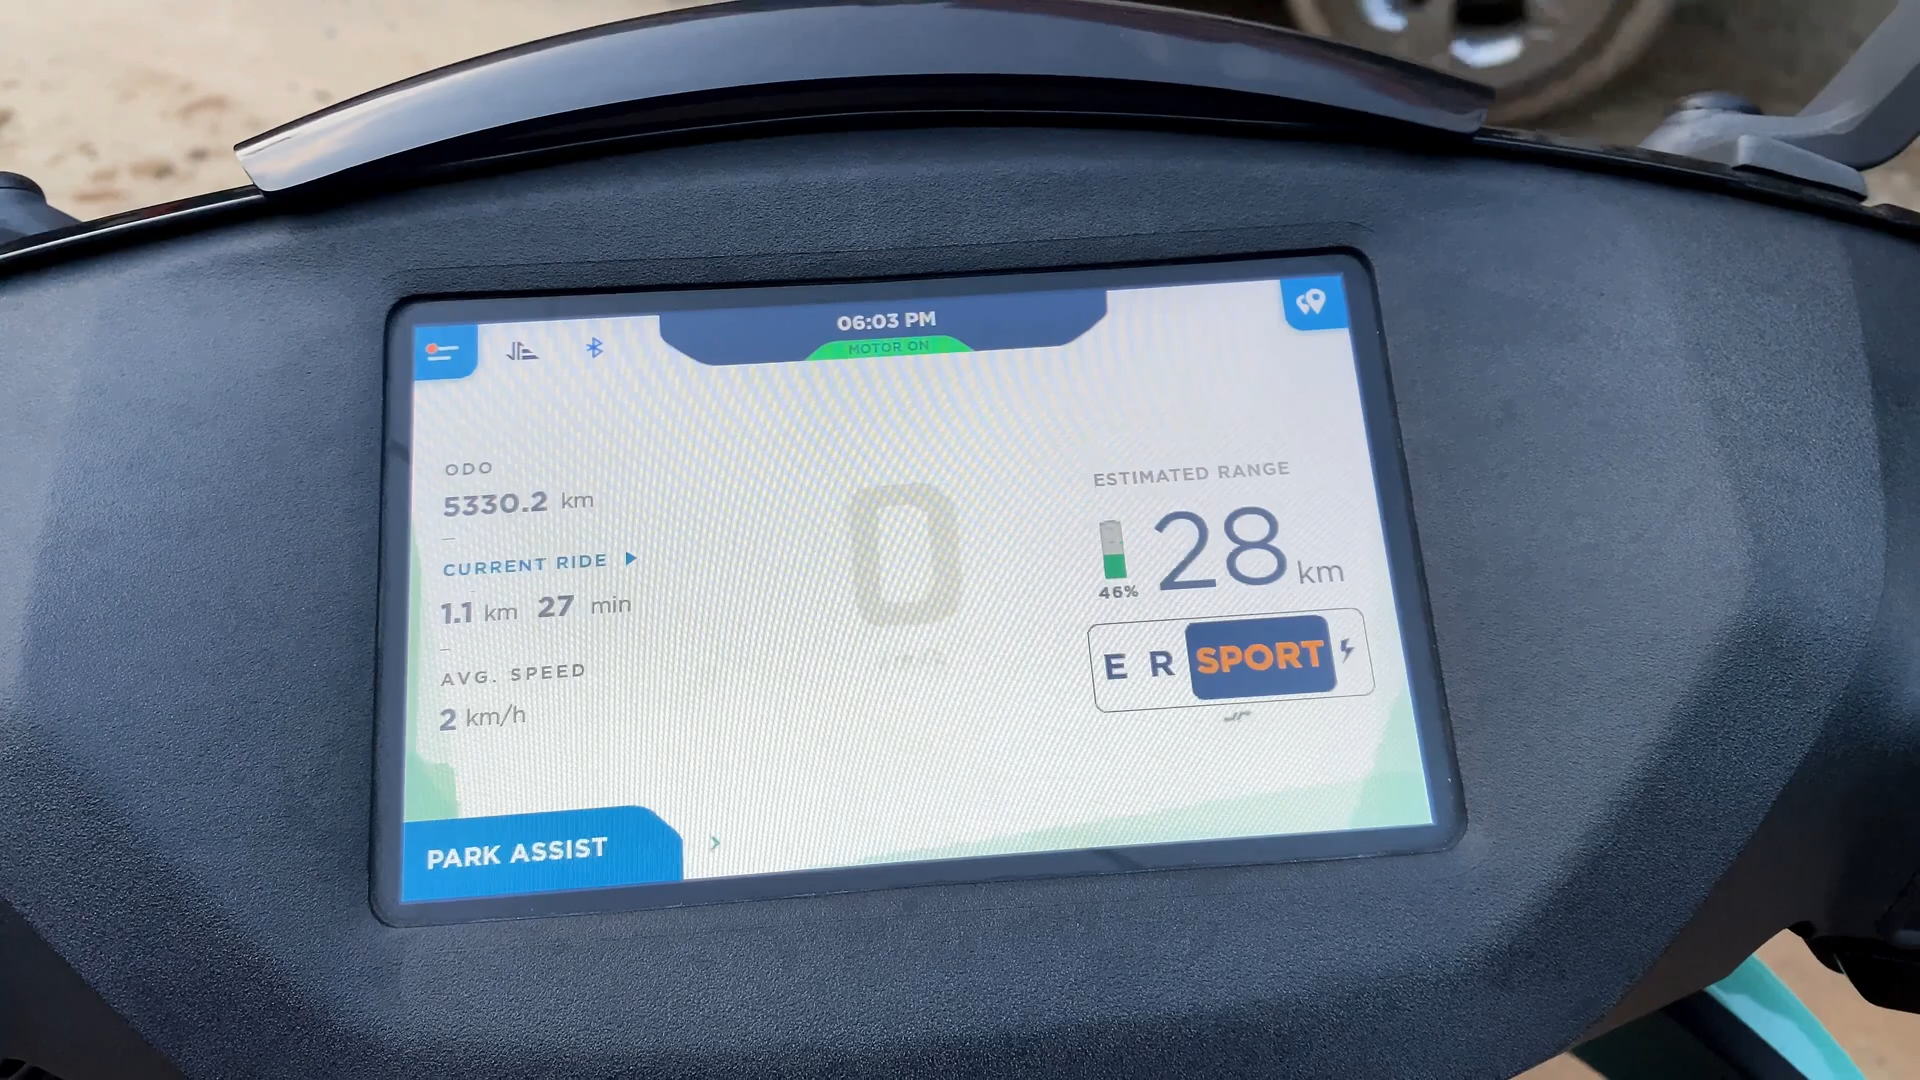 06:03 PM
MOTOR ON
ODO
5330.2 km
CURRENT RIDE
1.1 km 27 min
AVG. SPEED
2 km/h
0
ESTIMATED RANGE
28 km
46%
E R SPORT
PARK ASSIST